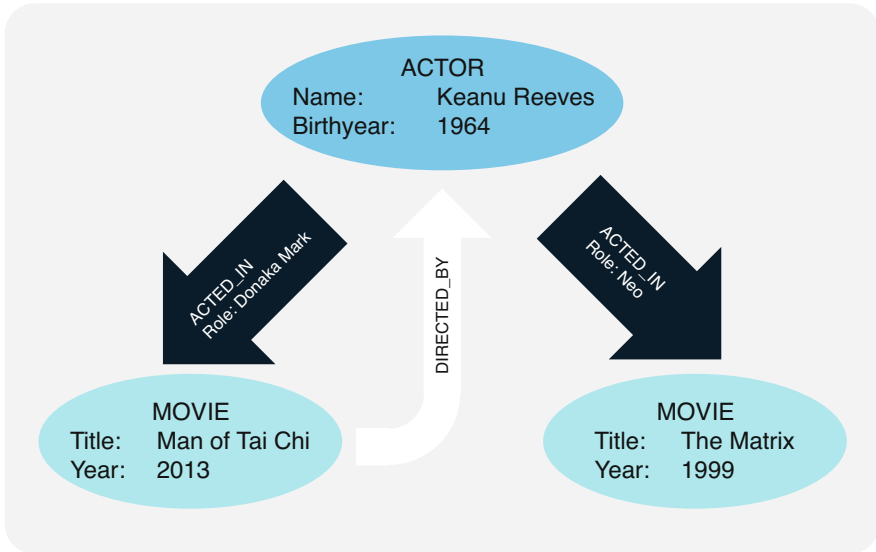 ACTOR
Name: Keanu Reeves
Birthyear: 1964
ACTED_IN
Role: Donaka Mark
DIRECTED_BY
ACTED_IN
Role: Neo
MOVIE
Title: Man of Tai Chi
Year: 2013
MOVIE
Title: The Matrix
Year: 1999